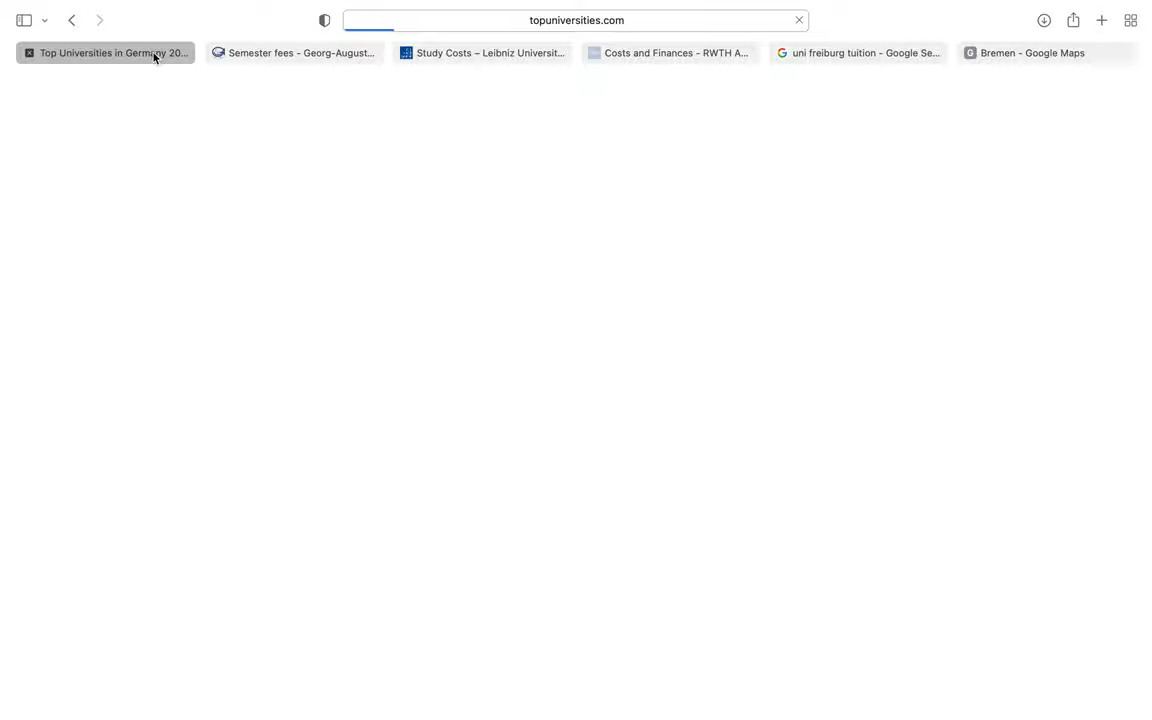 topuniversities.com
Top Universities in Germany 20...
Semester fees - Georg-August...
Study Costs – Leibniz Universit...
Costs and Finances - RWTH A...
uni freiburg tuition - Google Se...
G Bremen - Google Maps